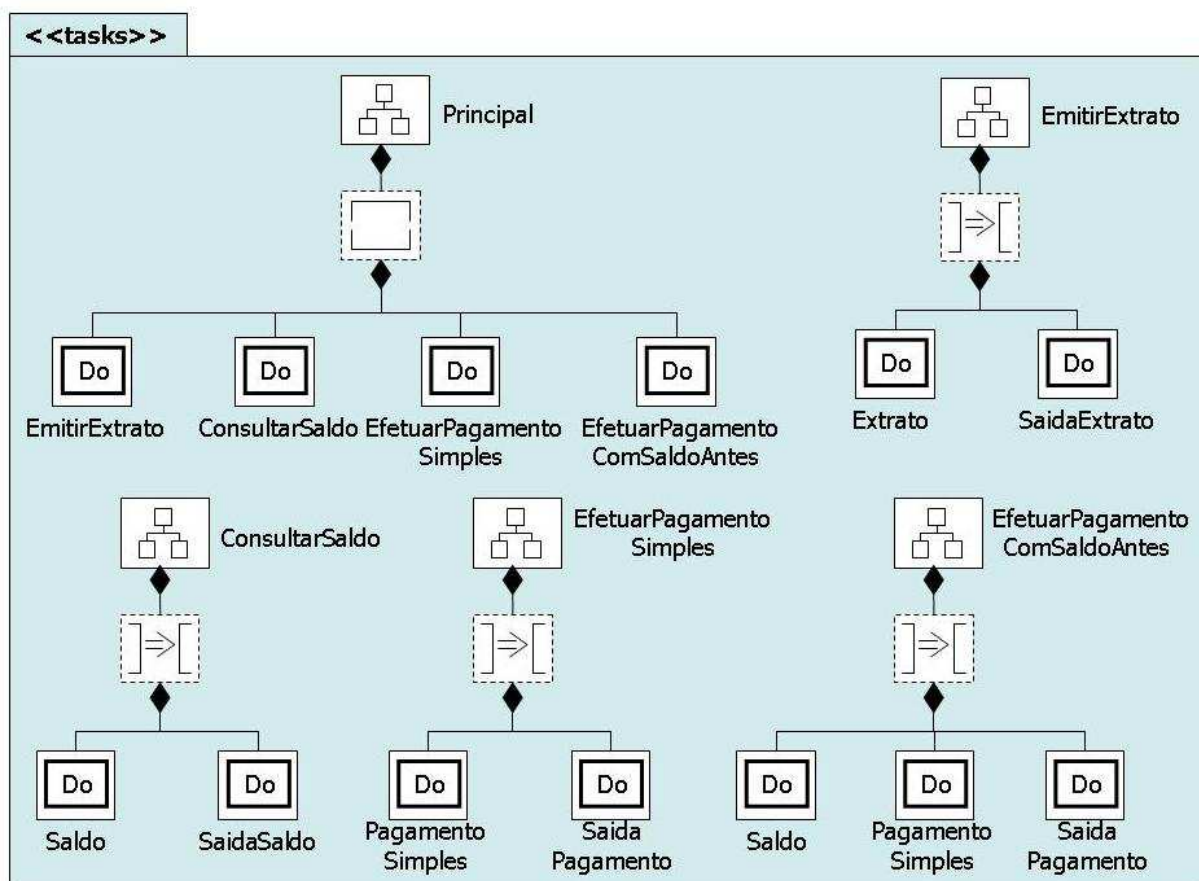 <<tasks>>
Principal
EmitirExtrato
Do
Do
Do
Do
EmitirExtrato
ConsultarSaldo
EfetuarPagamento
Simples
EfetuarPagamento
ComSaldoAntes
Do
Do
Extrato
SaidaExtrato
ConsultarSaldo
EfetuarPagamento
Simples
EfetuarPagamento
ComSaldoAntes
Do
Do
Saldo
SaidaSaldo
Do
Do
Pagamento
Simples
Saida
Pagamento
Do
Do
Do
Saldo
Pagamento
Simples
Saida
Pagamento